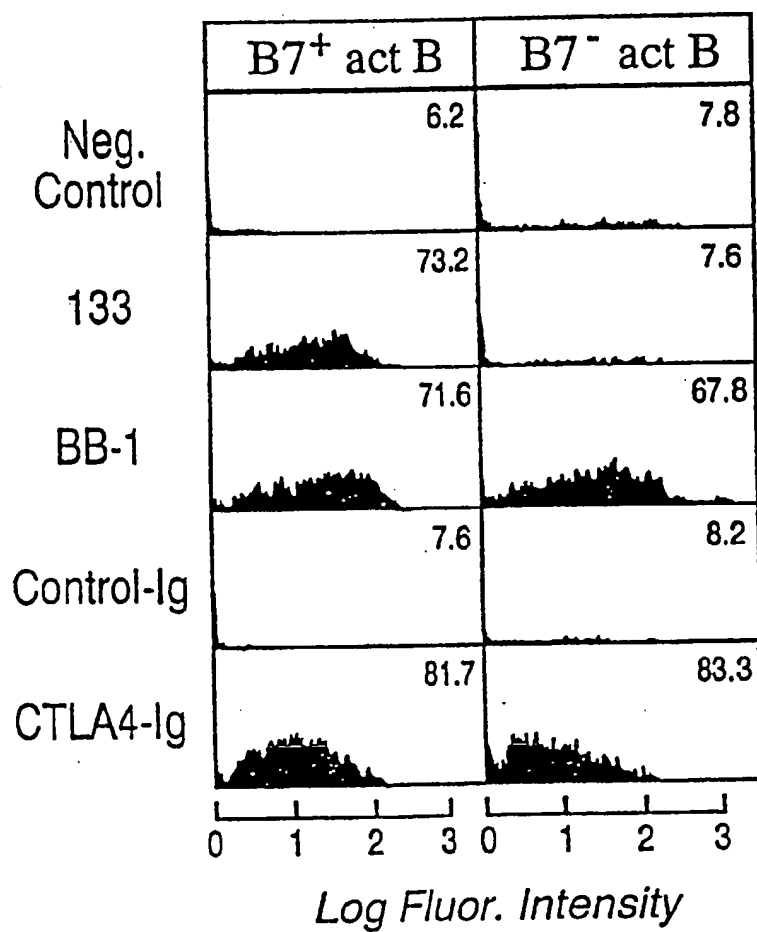 B7+ act B B7- act B
Neg. Control 6.2 7.8
133 73.2 7.6
BB-1 71.6 67.8
Control-Ig 7.6 8.2
CTLA4-Ig 81.7 83.3
0 1 2 3 0 1 2 3
Log Fluor. Intensity